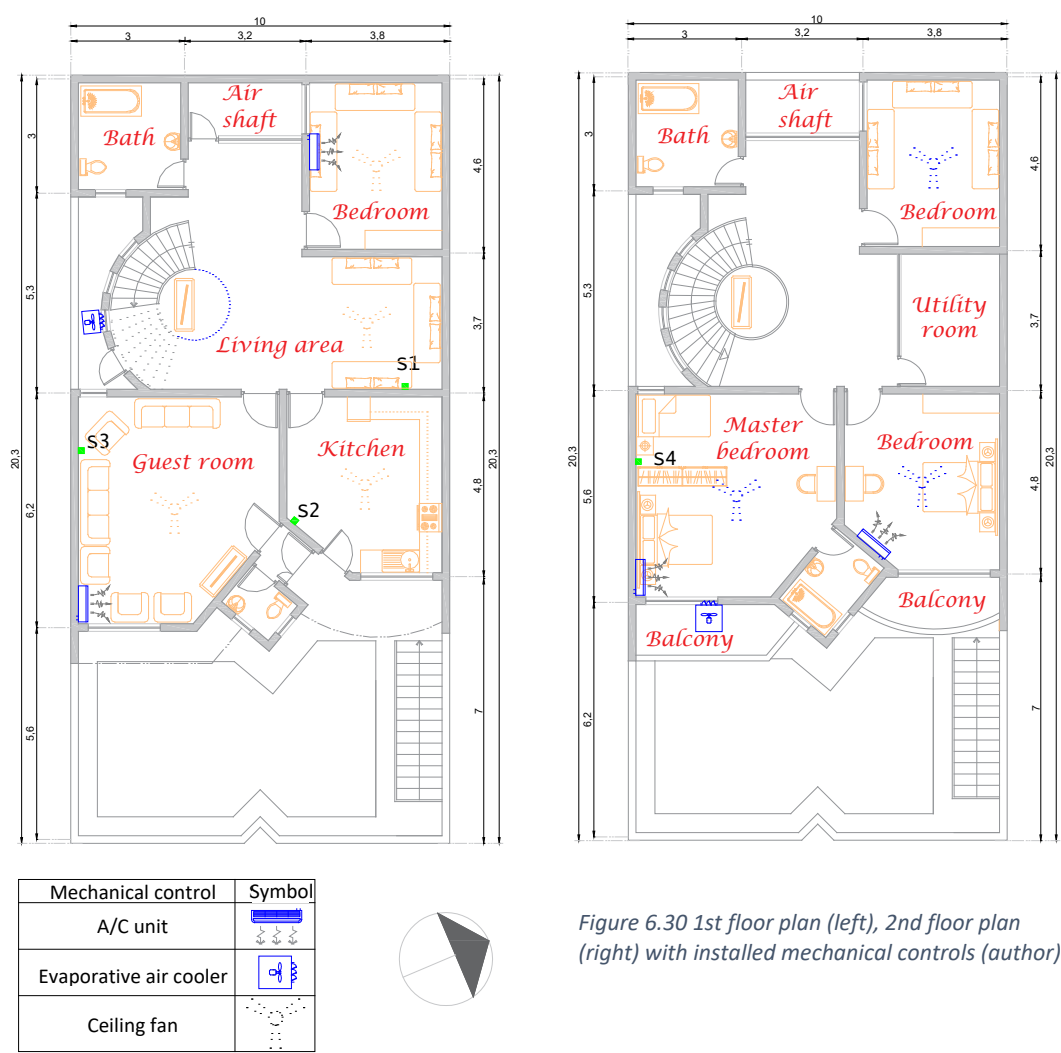 10
3
3,2
3,8
3
5,3
6,2
5,6
20,3
4,6
3,7
4,8
7
20,3
Air
shaft
Bath
Bedroom
Living area
S1
S3
Guest room
Kitchen
S2
10
3
3,2
3,8
3
5,3
5,6
6,2
20,3
4,6
3,7
4,8
7
20,3
Air
shaft
Bath
Bedroom
Utility
room
Master
bedroom
S4
Bedroom
Balcony
Balcony
Mechanical control Symbol
A/C unit
Evaporative air cooler
Ceiling fan
Figure 6.30 1st floor plan (left), 2nd floor plan
(right) with installed mechanical controls (author)